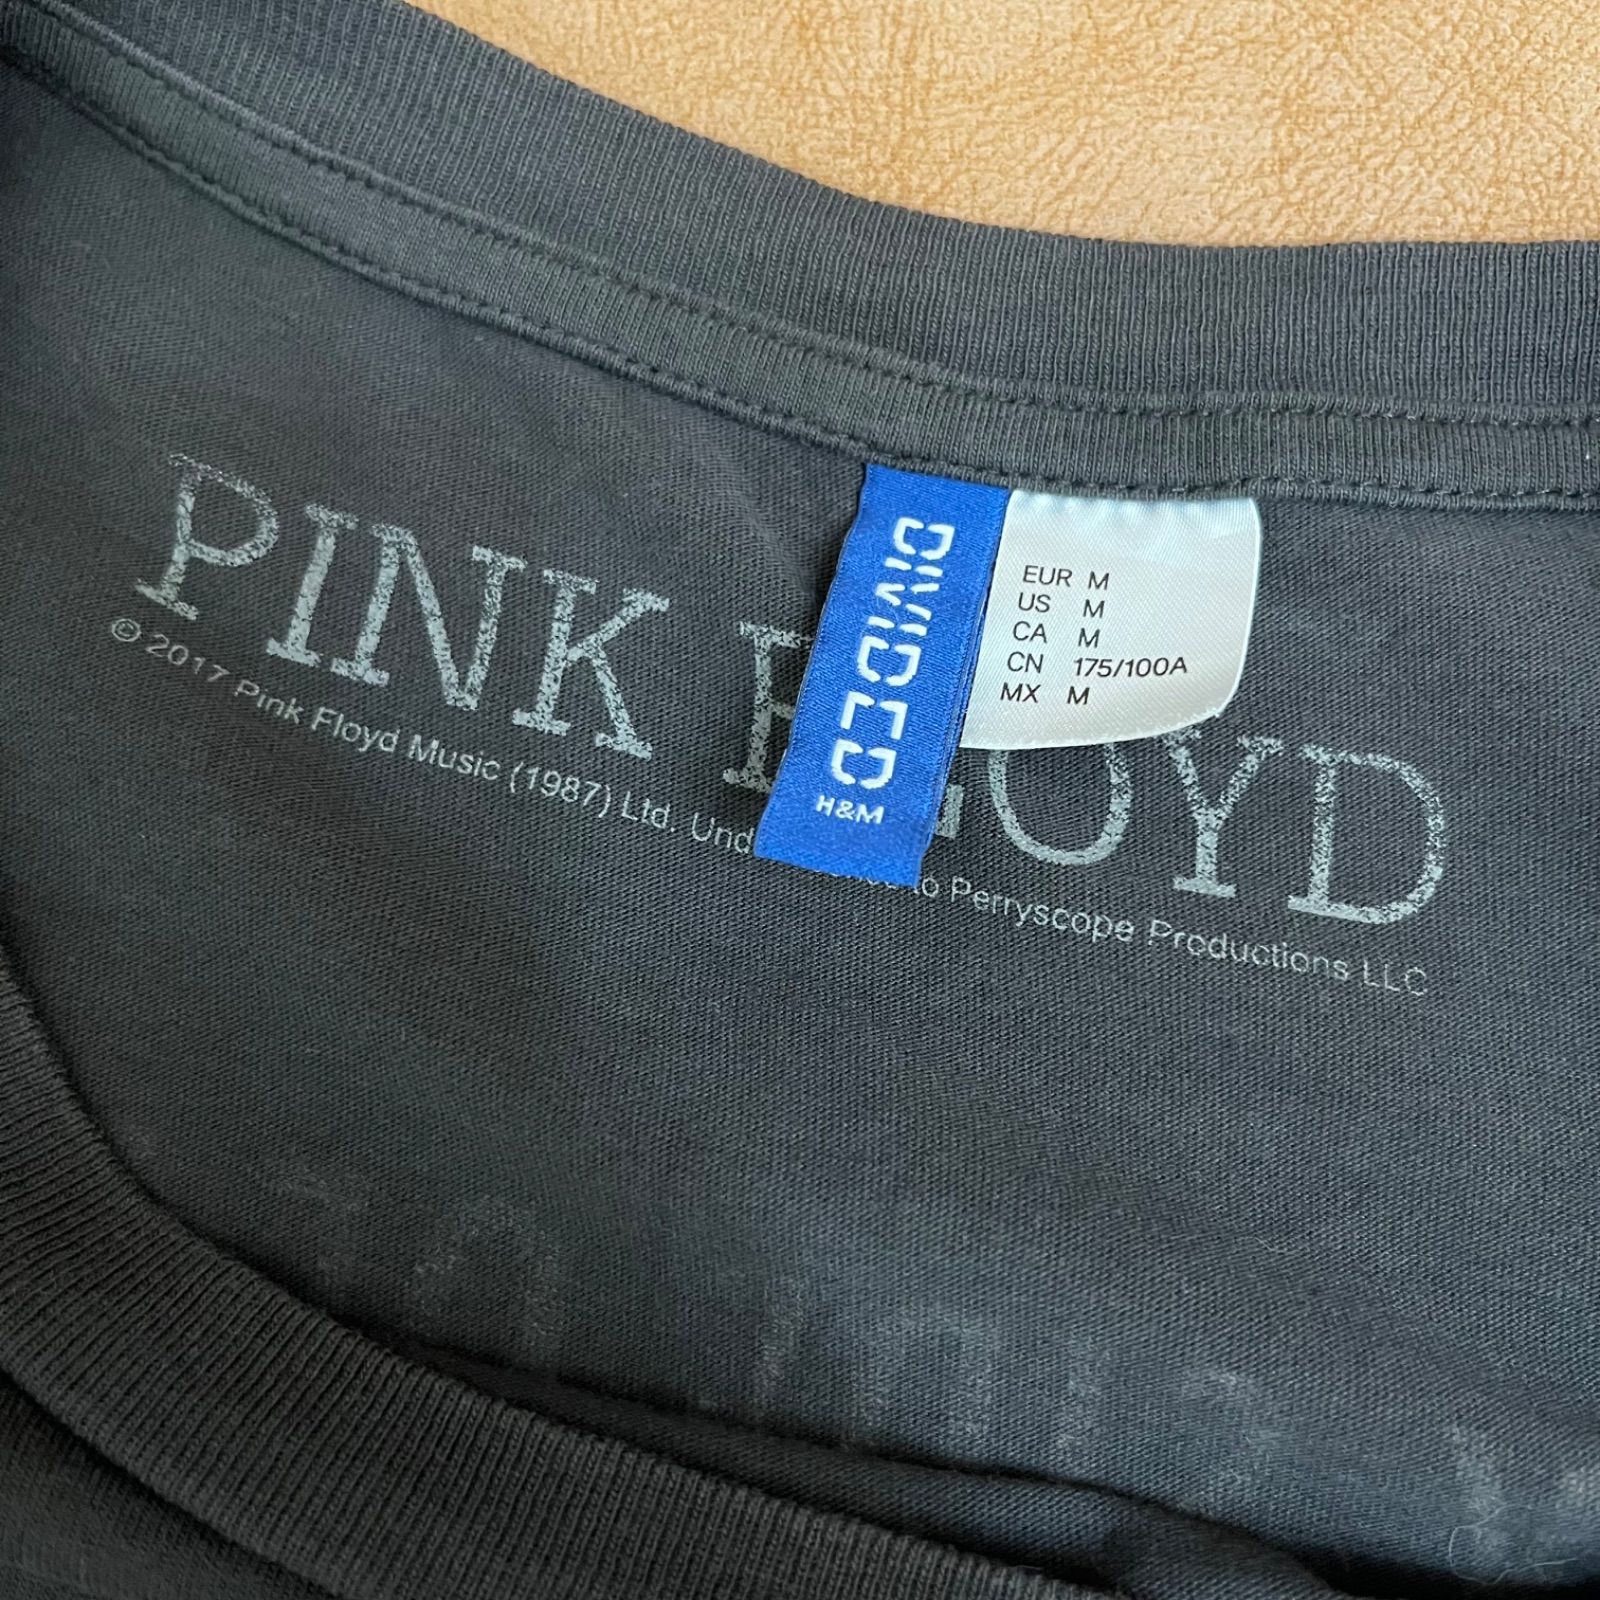 PINK FLOYD
© 2017 Pink Floyd Music (1987) Ltd. to Perryscope Productions LLC
DIVIDED
H&M
EUR M
US M
CA M
CN 175/100A
MX M